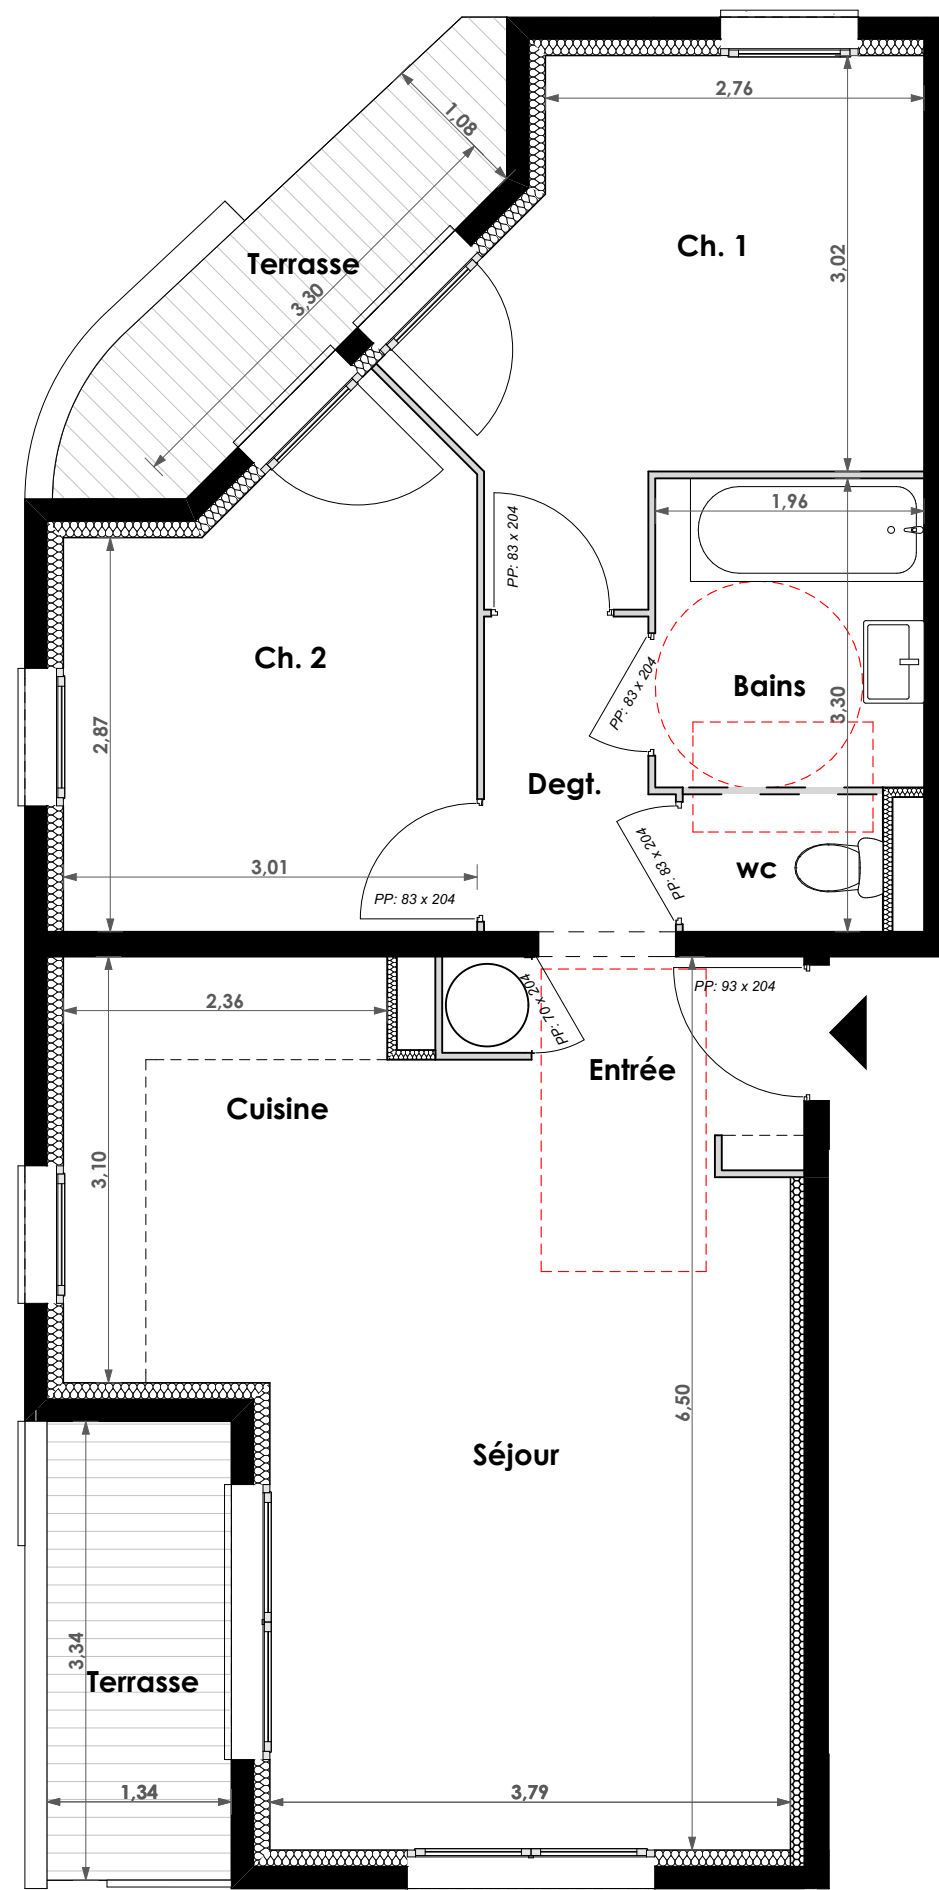 2,76
1,08
Ch. 1
Terrasse
3,02
3,30
1,96
PP: 83 x 204
Ch. 2
PP: 83 x 204
Bains
3,30
2,87
Degt.
PP: 83 x 204
3,01
wc
PP: 83 x 204
PP: 70 x 204
PP: 93 x 204
2,36
Entrée
Cuisine
3,10
6,50
Séjour
3,34
Terrasse
1,34
3,79